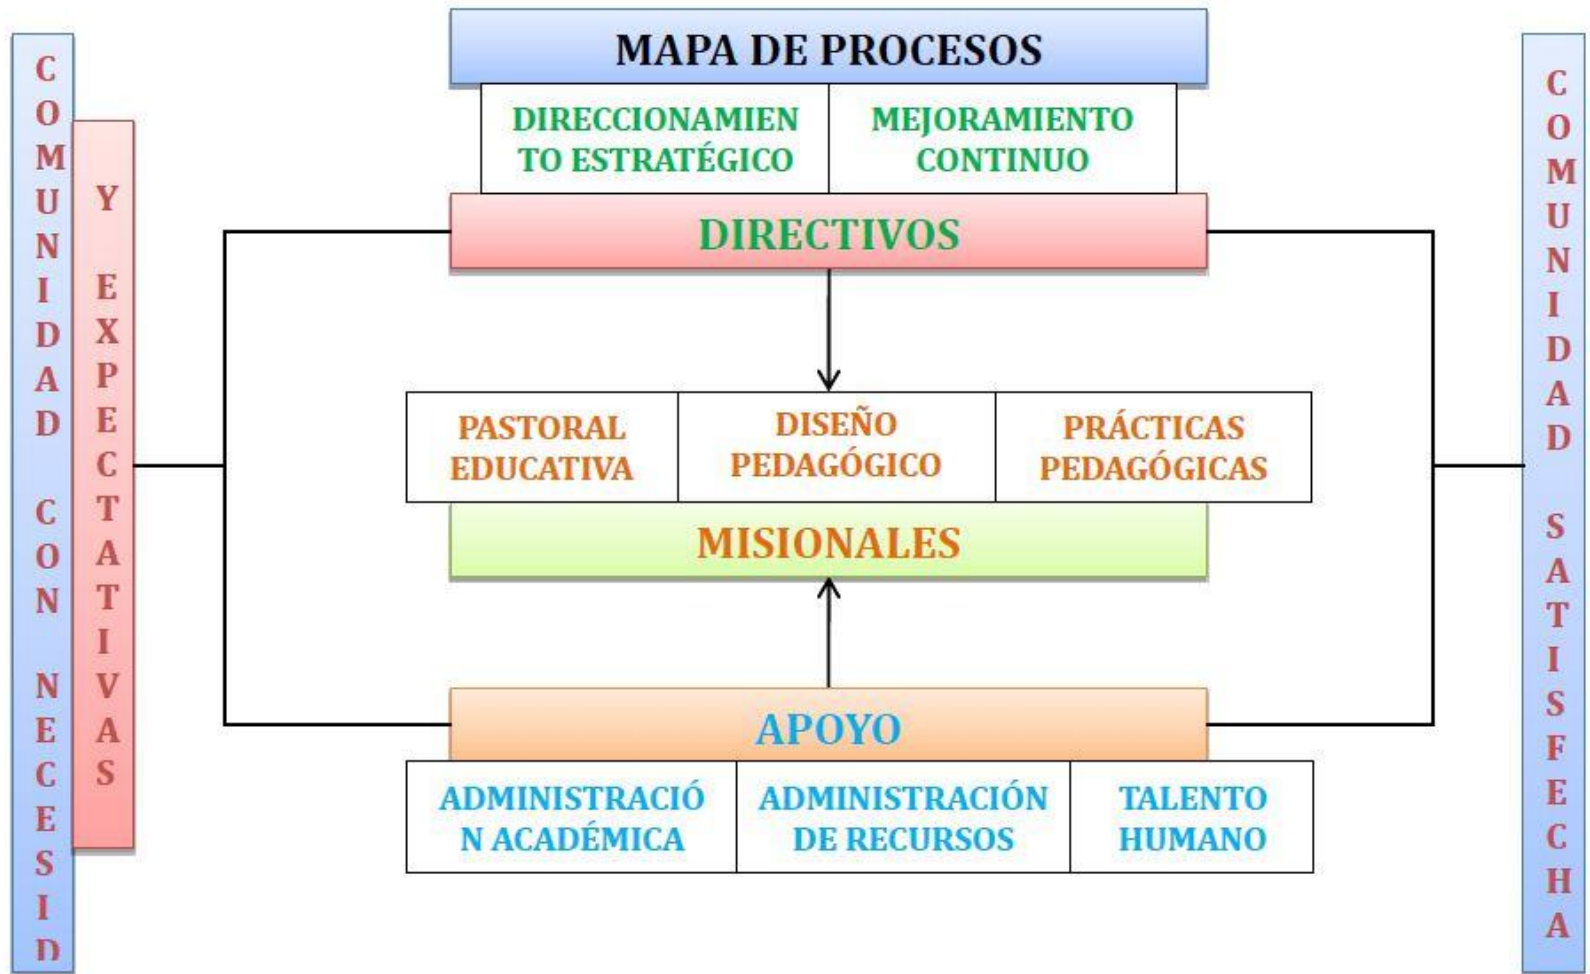 MAPA DE PROCESOS
COMUNIDAD CON NECESID
Y EXPECTATIVAS
DIRECCIONAMIEN
TO ESTRATÉGICO
MEJORAMIENTO
CONTINUO
DIRECTIVOS
PASTORAL
EDUCATIVA
DISEÑO
PEDAGÓGICO
PRÁCTICAS
PEDAGÓGICAS
MISIONALES
APOYO
ADMINISTRACIÓ
N ACADÉMICA
ADMINISTRACIÓN
DE RECURSOS
TALENTO
HUMANO
COMUNIDAD SATISFECHA